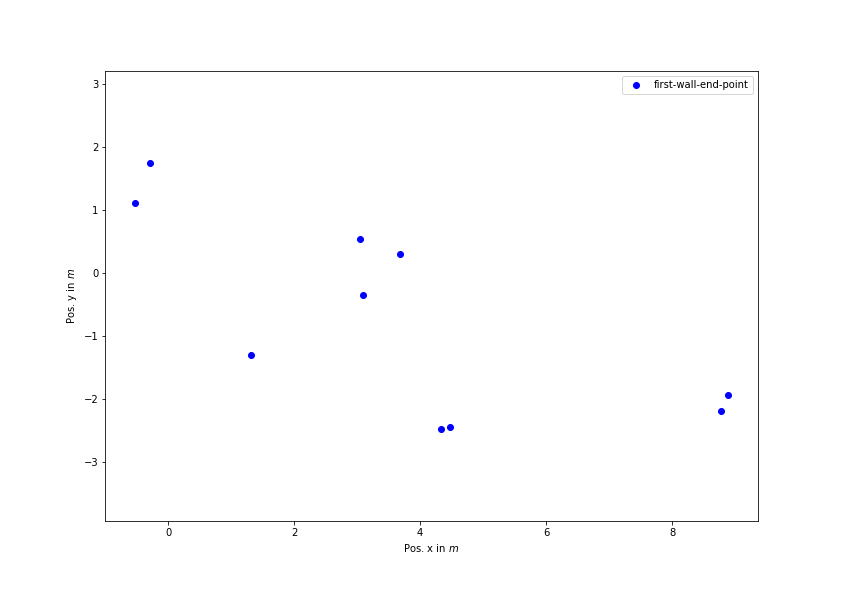 first-wall-end-point
3
2
1
0
−1
−2
−3
Pos. y in m
0 2 4 6 8
Pos. x in m